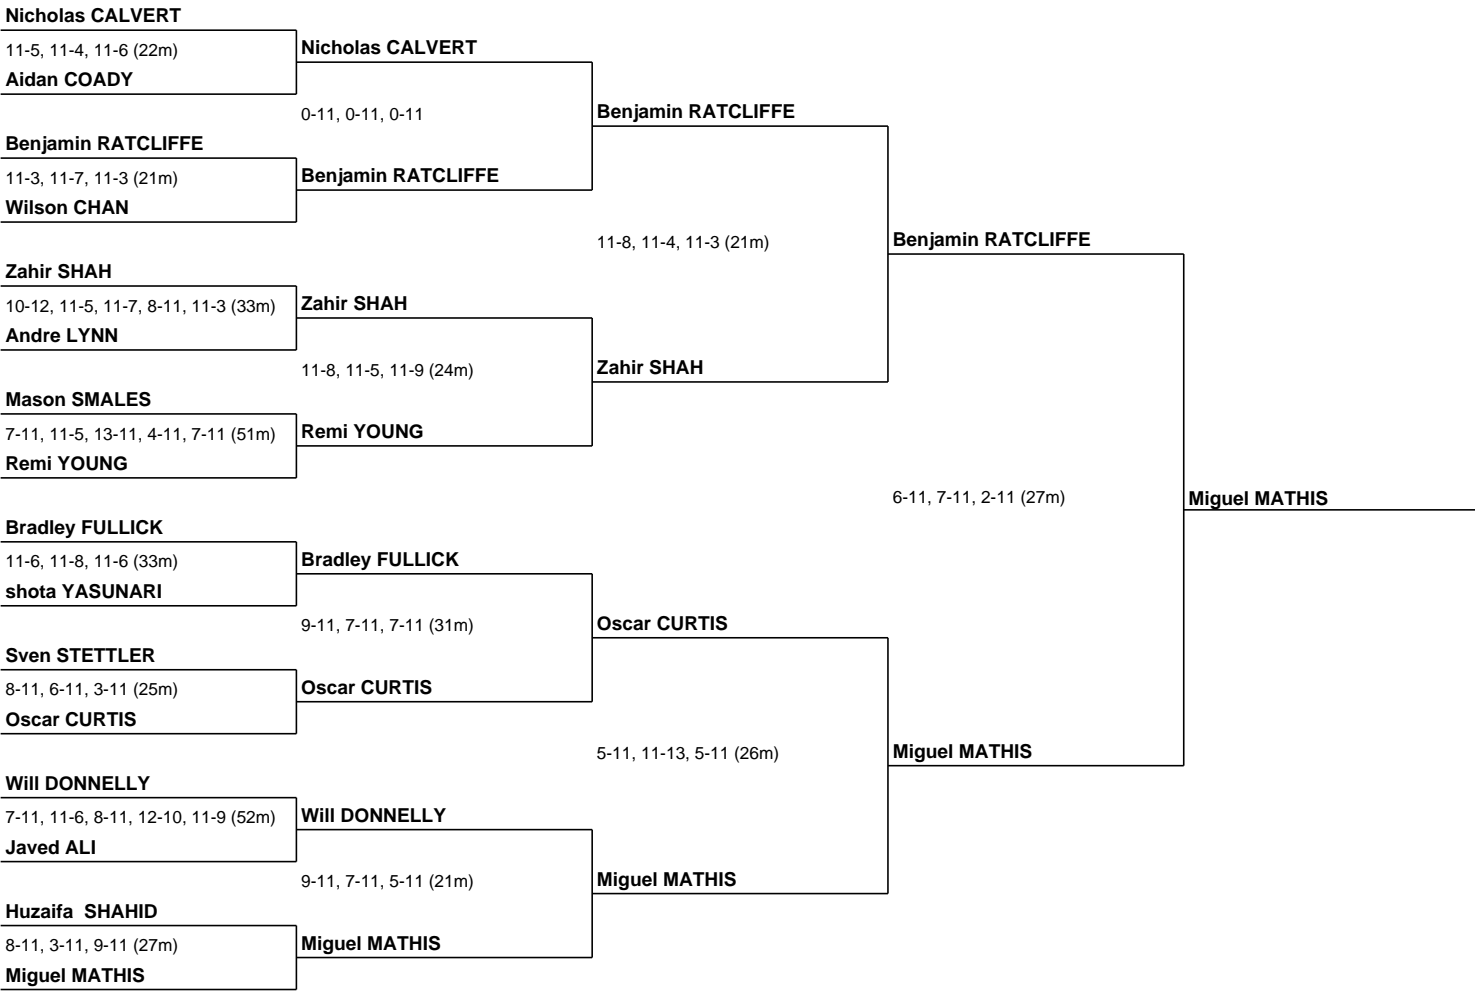 Nicholas CALVERT
11-5, 11-4, 11-6 (22m)
Aidan COADY
Benjamin RATCLIFFE
11-3, 11-7, 11-3 (21m)
Wilson CHAN
Zahir SHAH
10-12, 11-5, 11-7, 8-11, 11-3 (33m)
Andre LYNN
Mason SMALES
7-11, 11-5, 13-11, 4-11, 7-11 (51m)
Remi YOUNG
Bradley FULLICK
11-6, 11-8, 11-6 (33m)
shota YASUNARI
Sven STETTLER
8-11, 6-11, 3-11 (25m)
Oscar CURTIS
Will DONNELLY
7-11, 11-6, 8-11, 12-10, 11-9 (52m)
Javed ALI
Huzaifa  SHAHID
8-11, 3-11, 9-11 (27m)
Miguel MATHIS
Nicholas CALVERT
0-11, 0-11, 0-11
Benjamin RATCLIFFE
Zahir SHAH
11-8, 11-5, 11-9 (24m)
Remi YOUNG
Bradley FULLICK
9-11, 7-11, 7-11 (31m)
Oscar CURTIS
Will DONNELLY
9-11, 7-11, 5-11 (21m)
Miguel MATHIS
Benjamin RATCLIFFE
11-8, 11-4, 11-3 (21m)
Zahir SHAH
Oscar CURTIS
5-11, 11-13, 5-11 (26m)
Miguel MATHIS
Benjamin RATCLIFFE
6-11, 7-11, 2-11 (27m)
Miguel MATHIS
Miguel MATHIS